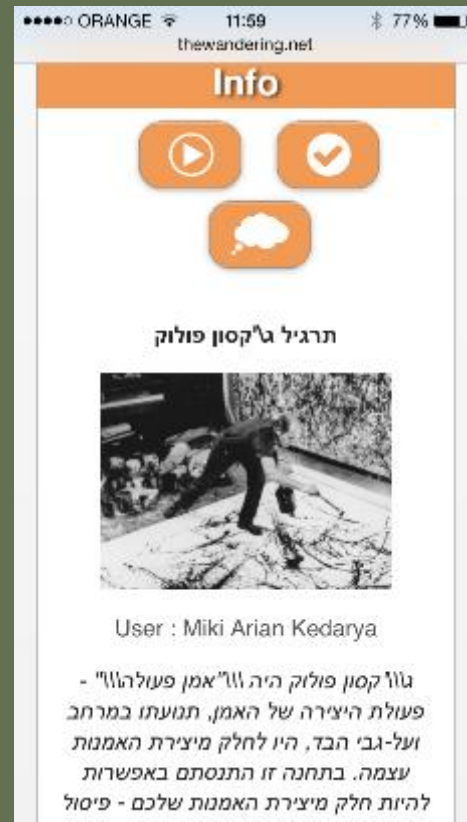 ORANGE 11:59 77%
thewandering.net
Info
תרגיל ג\'קסון פולוק
User : Miki Arian Kedarya
ג\\\'קסון פולוק היה \\\"אמן פעולה\\\" -
פעולת היצירה של האמן, תנועתו במרחב
ועל-גבי הבד, היו לחלק מיצירת האמנות
עצמה. בתחנה זו התנסתם באפשרות
להיות חלק מיצירת האמנות שלכם - פיסול